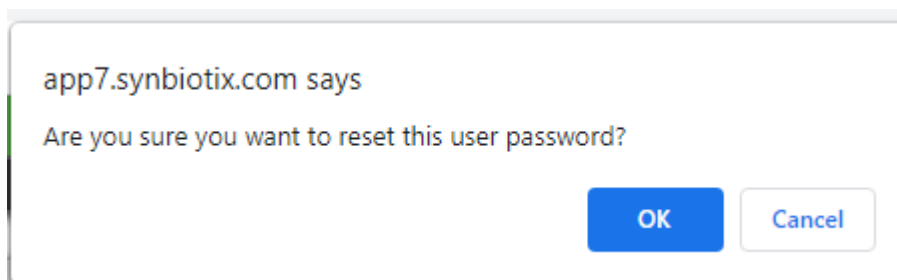 app7.synbiotix.com says
Are you sure you want to reset this user password?
OK Cancel